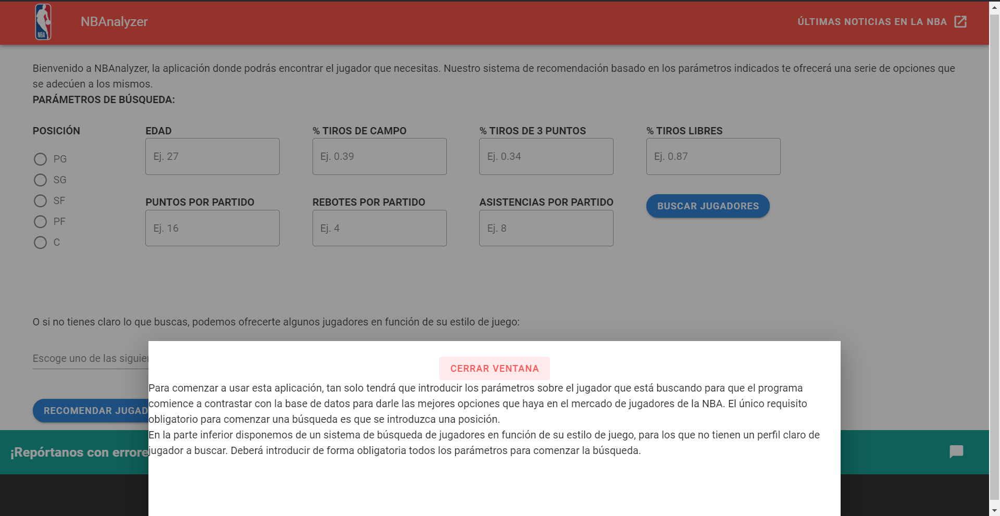 NBA
NBAnalyzer
ÚLTIMAS NOTICIAS EN LA NBA
Bienvenido a NBAnalyzer, la aplicación donde podrás encontrar el jugador que necesitas. Nuestro sistema de recomendación basado en los parámetros indicados te ofrecerá una serie de opciones que
se adecúen a los mismos.
PARÁMETROS DE BÚSQUEDA:
POSICIÓN
PG
SG
SF
PF
C
EDAD
Ej. 27
% TIROS DE CAMPO
Ej. 0.39
% TIROS DE 3 PUNTOS
Ej. 0.34
% TIROS LIBRES
Ej. 0.87
PUNTOS POR PARTIDO
Ej. 16
REBOTES POR PARTIDO
Ej. 4
ASISTENCIAS POR PARTIDO
Ej. 8
BUSCAR JUGADORES
O si no tienes claro lo que buscas, podemos ofrecerte algunos jugadores en función de su estilo de juego:
Escoge uno de las siguien
RECOMENDAR JUGAD
¡Repórtanos con errore
CERRAR VENTANA
Para comenzar a usar esta aplicación, tan solo tendrá que introducir los parámetros sobre el jugador que está buscando para que el programa
comience a contrastar con la base de datos para darle las mejores opciones que haya en el mercado de jugadores de la NBA. El único requisito
obligatorio para comenzar una búsqueda es que se introduzca una posición.
En la parte inferior disponemos de un sistema de búsqueda de jugadores en función de su estilo de juego, para los que no tienen un perfil claro de
jugador a buscar. Deberá introducir de forma obligatoria todos los parámetros para comenzar la búsqueda.